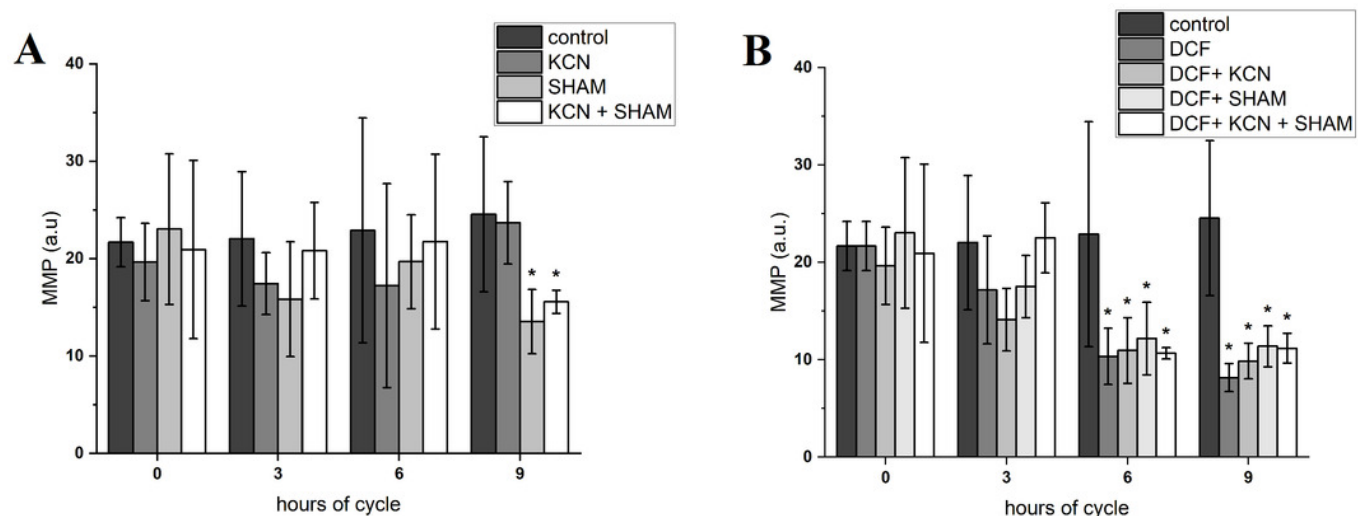 A
control
KCN
SHAM
KCN + SHAM
40
30
20
10
0
MMP (a.u)
* *
0 3 6 9
hours of cycle
B
control
DCF
DCF+ KCN
DCF+ SHAM
DCF+ KCN + SHAM
40
30
20
10
0
MMP (a.u.)
* * * * * * * *
0 3 6 9
hours of cycle